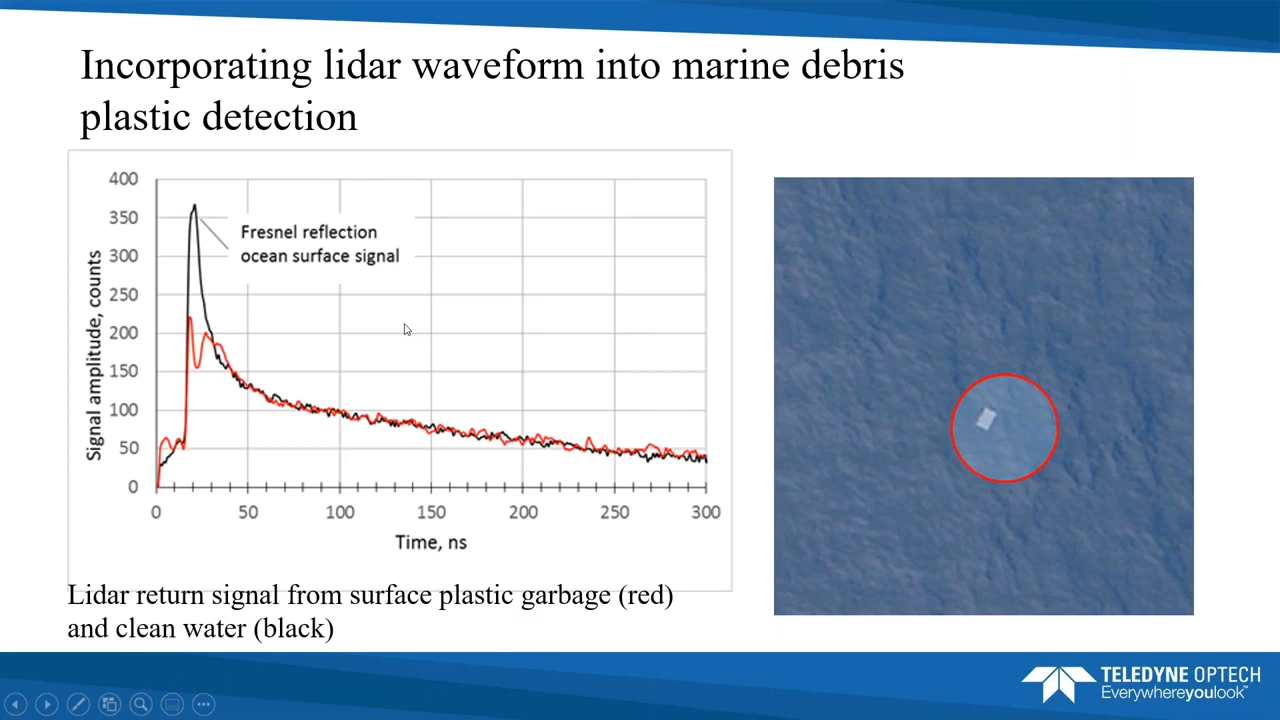 Incorporating lidar waveform into marine debris
plastic detection
400
350
300
250
200
150
100
50
0
Signal amplitude, counts
Fresnel reflection
ocean surface signal
0 50 100 150 200 250 300
Time, ns
Lidar return signal from surface plastic garbage (red)
and clean water (black)
TELEDYNE OPTECH
Everywhereyoulook™